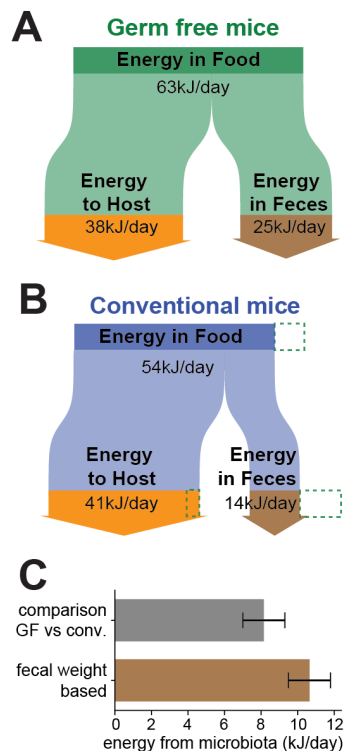 A
Germ free mice
Energy in Food
63kJ/day
Energy
to Host
Energy
in Feces
38kJ/day
25kJ/day
B
Conventional mice
Energy in Food
54kJ/day
Energy
to Host
Energy
in Feces
41kJ/day
14kJ/day
C
comparison
GF vs conv.
fecal weight
based
0 2 4 6 8 10 12
energy from microbiota (kJ/day)